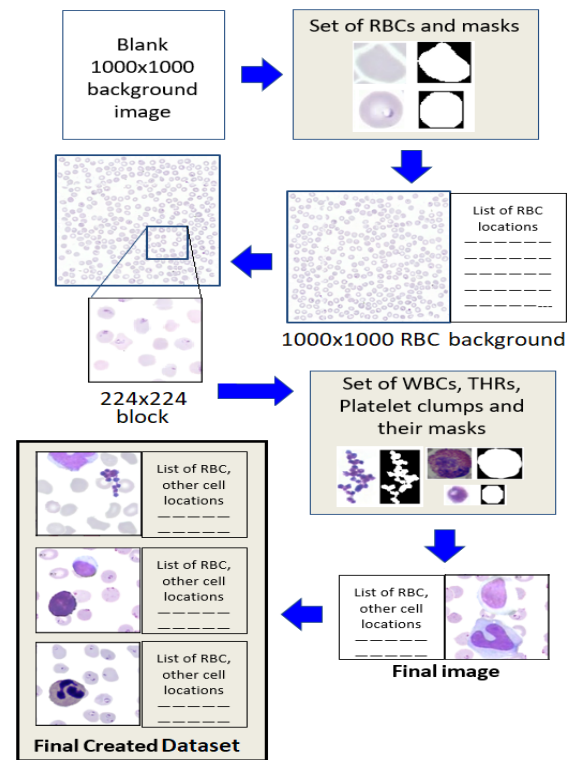 Blank
1000x1000
background
image
Set of RBCs and masks
List of RBC
locations
1000x1000 RBC background
224x224
block
Set of WBCs, THRs,
Platelet clumps and
their masks
List of RBC,
other cell
locations
Final image
List of RBC,
other cell
locations
List of RBC,
other cell
locations
List of RBC,
other cell
locations
Final Created Dataset